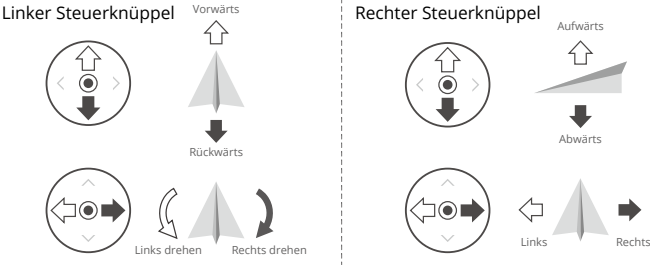 Linker Steuerknüppel
Vorwärts
Rückwärts
Links drehen
Rechts drehen
Rechter Steuerknüppel
Aufwärts
Abwärts
Links
Rechts